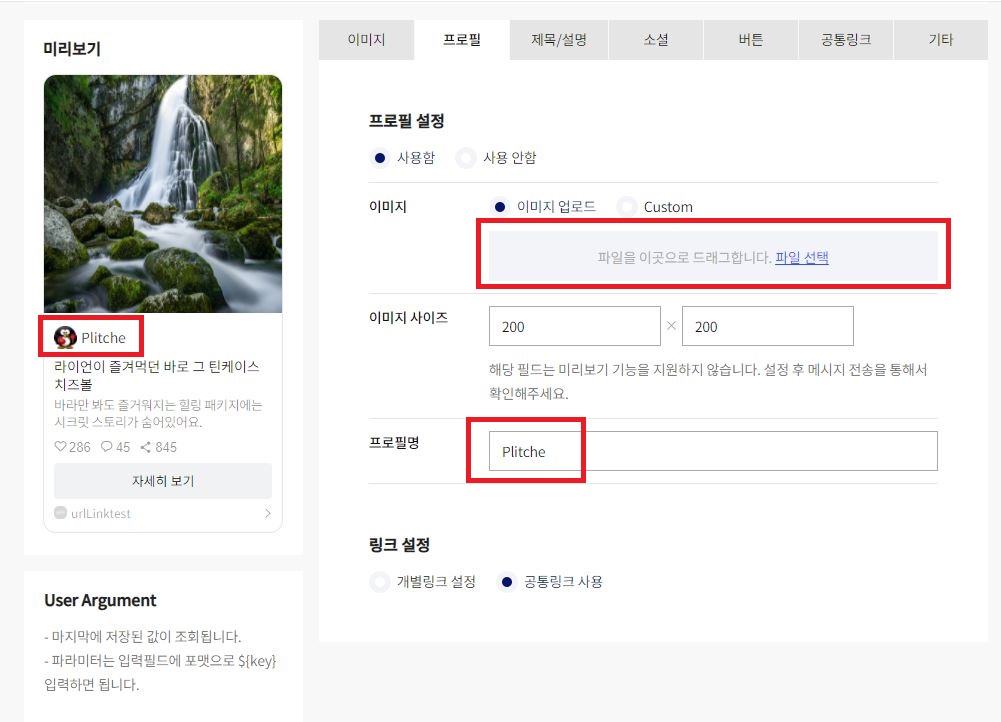 미리보기
Plitche
라이언이 즐겨먹던 바로 그 틴케이스
치즈볼
바라만 봐도 즐거워지는 힐링 패키지에는
시크릿 스토리가 숨어있어요.
286 45 845
자세히 보기
urlLinktest
User Argument
- 마지막에 저장된 값이 조회됩니다.
- 파라미터는 입력필드에 포맷으로 ${key}
입력하면 됩니다.
이미지 프로필 제목/설명 소셜 버튼 공통링크 기타
프로필 설정
사용함 사용 안함
이미지 이미지 업로드 Custom
파일을 이곳으로 드래그합니다. 파일 선택
이미지 사이즈 200 × 200
해당 필드는 미리보기 기능을 지원하지 않습니다. 설정 후 메시지 전송을 통해서
확인해주세요.
프로필명 Plitche
링크 설정
개별링크 설정 공통링크 사용